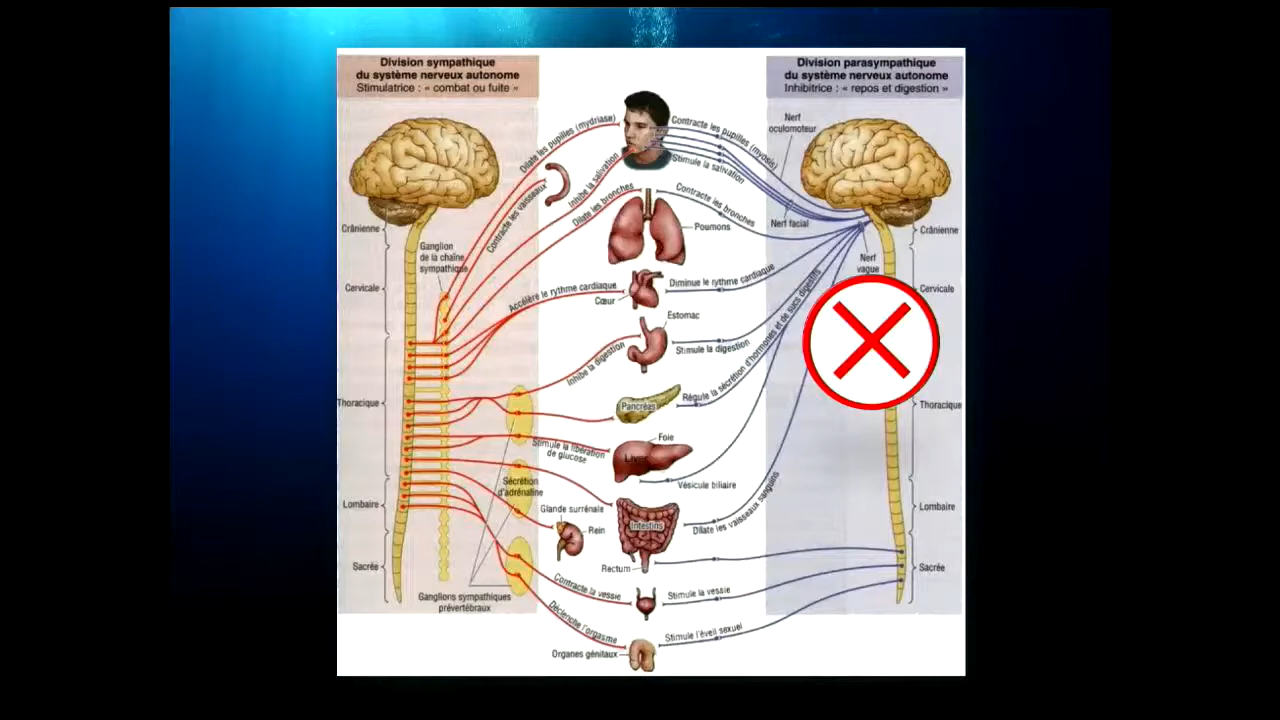 Division sympathique
du système nerveux autonome
Stimulatrice : « combat ou fuite »
Division parasympathique
du système nerveux autonome
Inhibitrice : « repos et digestion »
Dilate les pupilles (mydriase)
Contracte les vaisseaux
Inhibe la salivation
Dilate les bronches
Contracte les pupilles (myosis)
Stimule la salivation
Nerf
oculomoteur
Nerf facial
Contracte les bronches
Poumons
Crânienne
Crânienne
Ganglion
de la chaîne
sympathique
Nerf
vague
Cervicale
Cervicale
Accélère le rythme cardiaque
Cœur
Diminue le rythme cardiaque
Estomac
Inhibe la digestion
Stimule la digestion
Régule la sécrétion d'hormones et de sucs digestifs
Thoracique
Thoracique
Pancréas
Stimule la libération
de glucose
Foie
Liver
Vésicule biliaire
Sécrétion
d'adrénaline
Glande surrénale
Rein
Intestins
Dilate les vaisseaux sanguins
Lombaire
Lombaire
Rectum
Sacrée
Sacrée
Contracte la vessie
Stimule la vessie
Ganglions sympathiques
prévertébraux
Déclenche l'orgasme
Stimule l'éveil sexuel
Organes génitaux